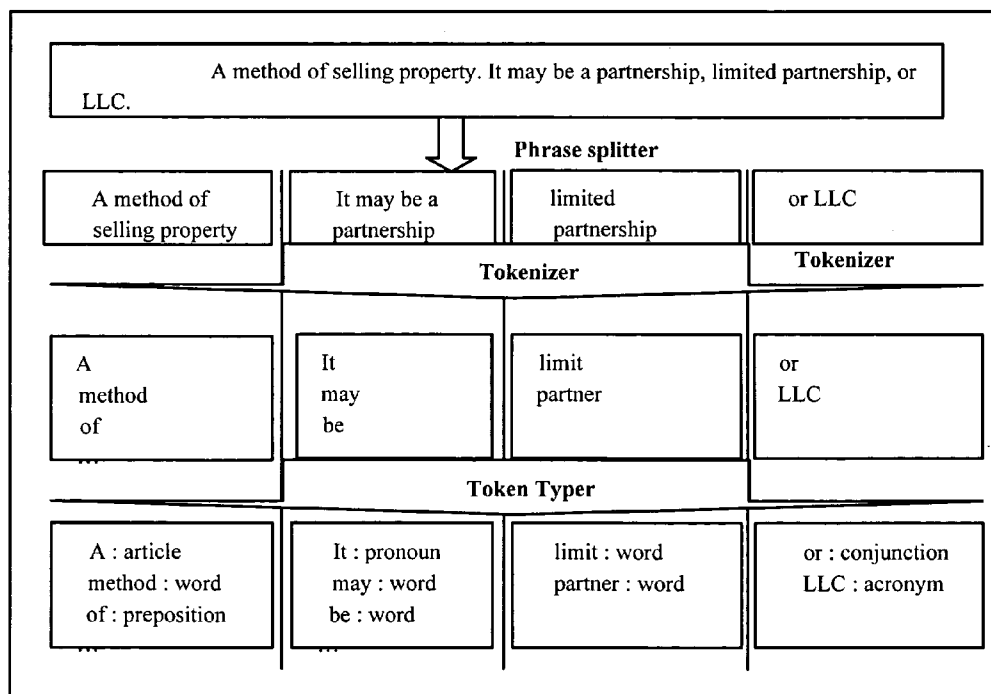 A method of selling property. It may be a partnership, limited partnership, or
LLC.
Phrase splitter
A method of
selling property
It may be a
partnership
limited
partnership
or LLC
Tokenizer
Tokenizer
A
method
of
...
It
may
be
limit
partner
or
LLC
Token Typer
A : article
method : word
of : preposition
...
It : pronoun
may : word
be : word
...
limit : word
partner : word
or : conjunction
LLC : acronym